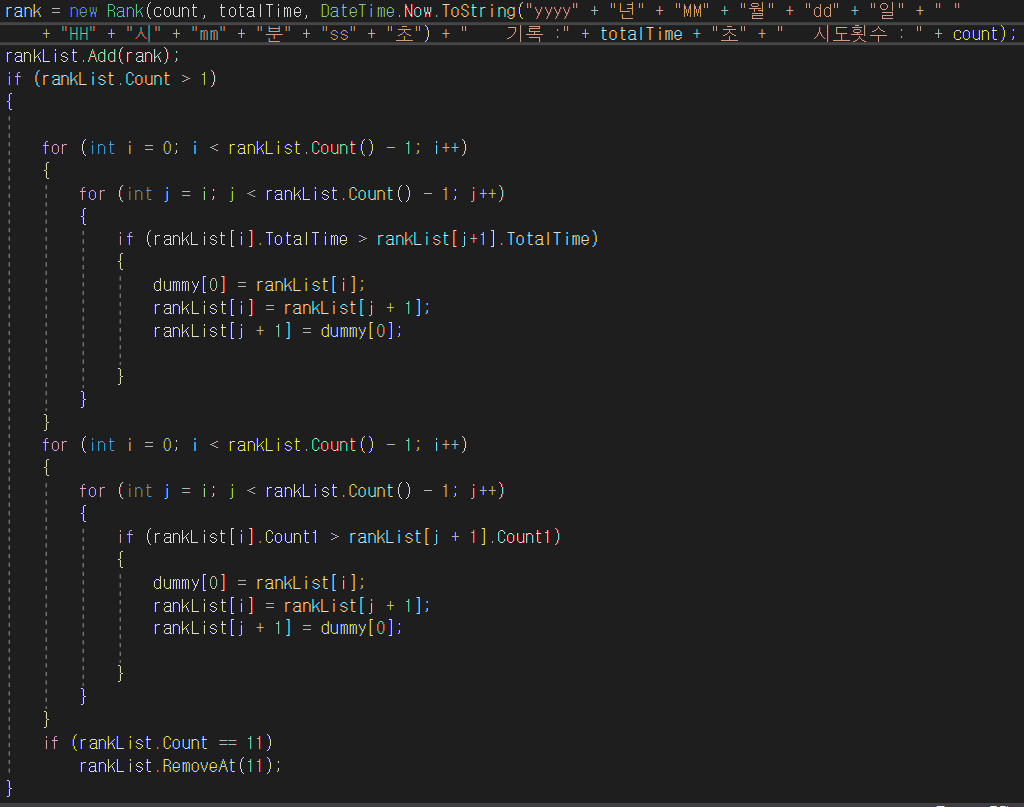 rank = new Rank(count, totalTime, DateTime.Now.ToString("yyyy" + "년" + "MM" + "월" + "dd" + "일" + " "
+ "HH" + "시" + "mm" + "분" + "ss" + "초") + "    기록 :" + totalTime + "초" + "    시도횟수 : " + count);
rankList.Add(rank);
if (rankList.Count > 1)
{
for (int i = 0; i < rankList.Count() - 1; i++)
{
for (int j = i; j < rankList.Count() - 1; j++)
{
if (rankList[i].TotalTime > rankList[j+1].TotalTime)
{
dummy[0] = rankList[i];
rankList[i] = rankList[j + 1];
rankList[j + 1] = dummy[0];
}
}
}
for (int i = 0; i < rankList.Count() - 1; i++)
{
for (int j = i; j < rankList.Count() - 1; j++)
{
if (rankList[i].Count1 > rankList[j + 1].Count1)
{
dummy[0] = rankList[i];
rankList[i] = rankList[j + 1];
rankList[j + 1] = dummy[0];
}
}
}
if (rankList.Count == 11)
rankList.RemoveAt(11);
}